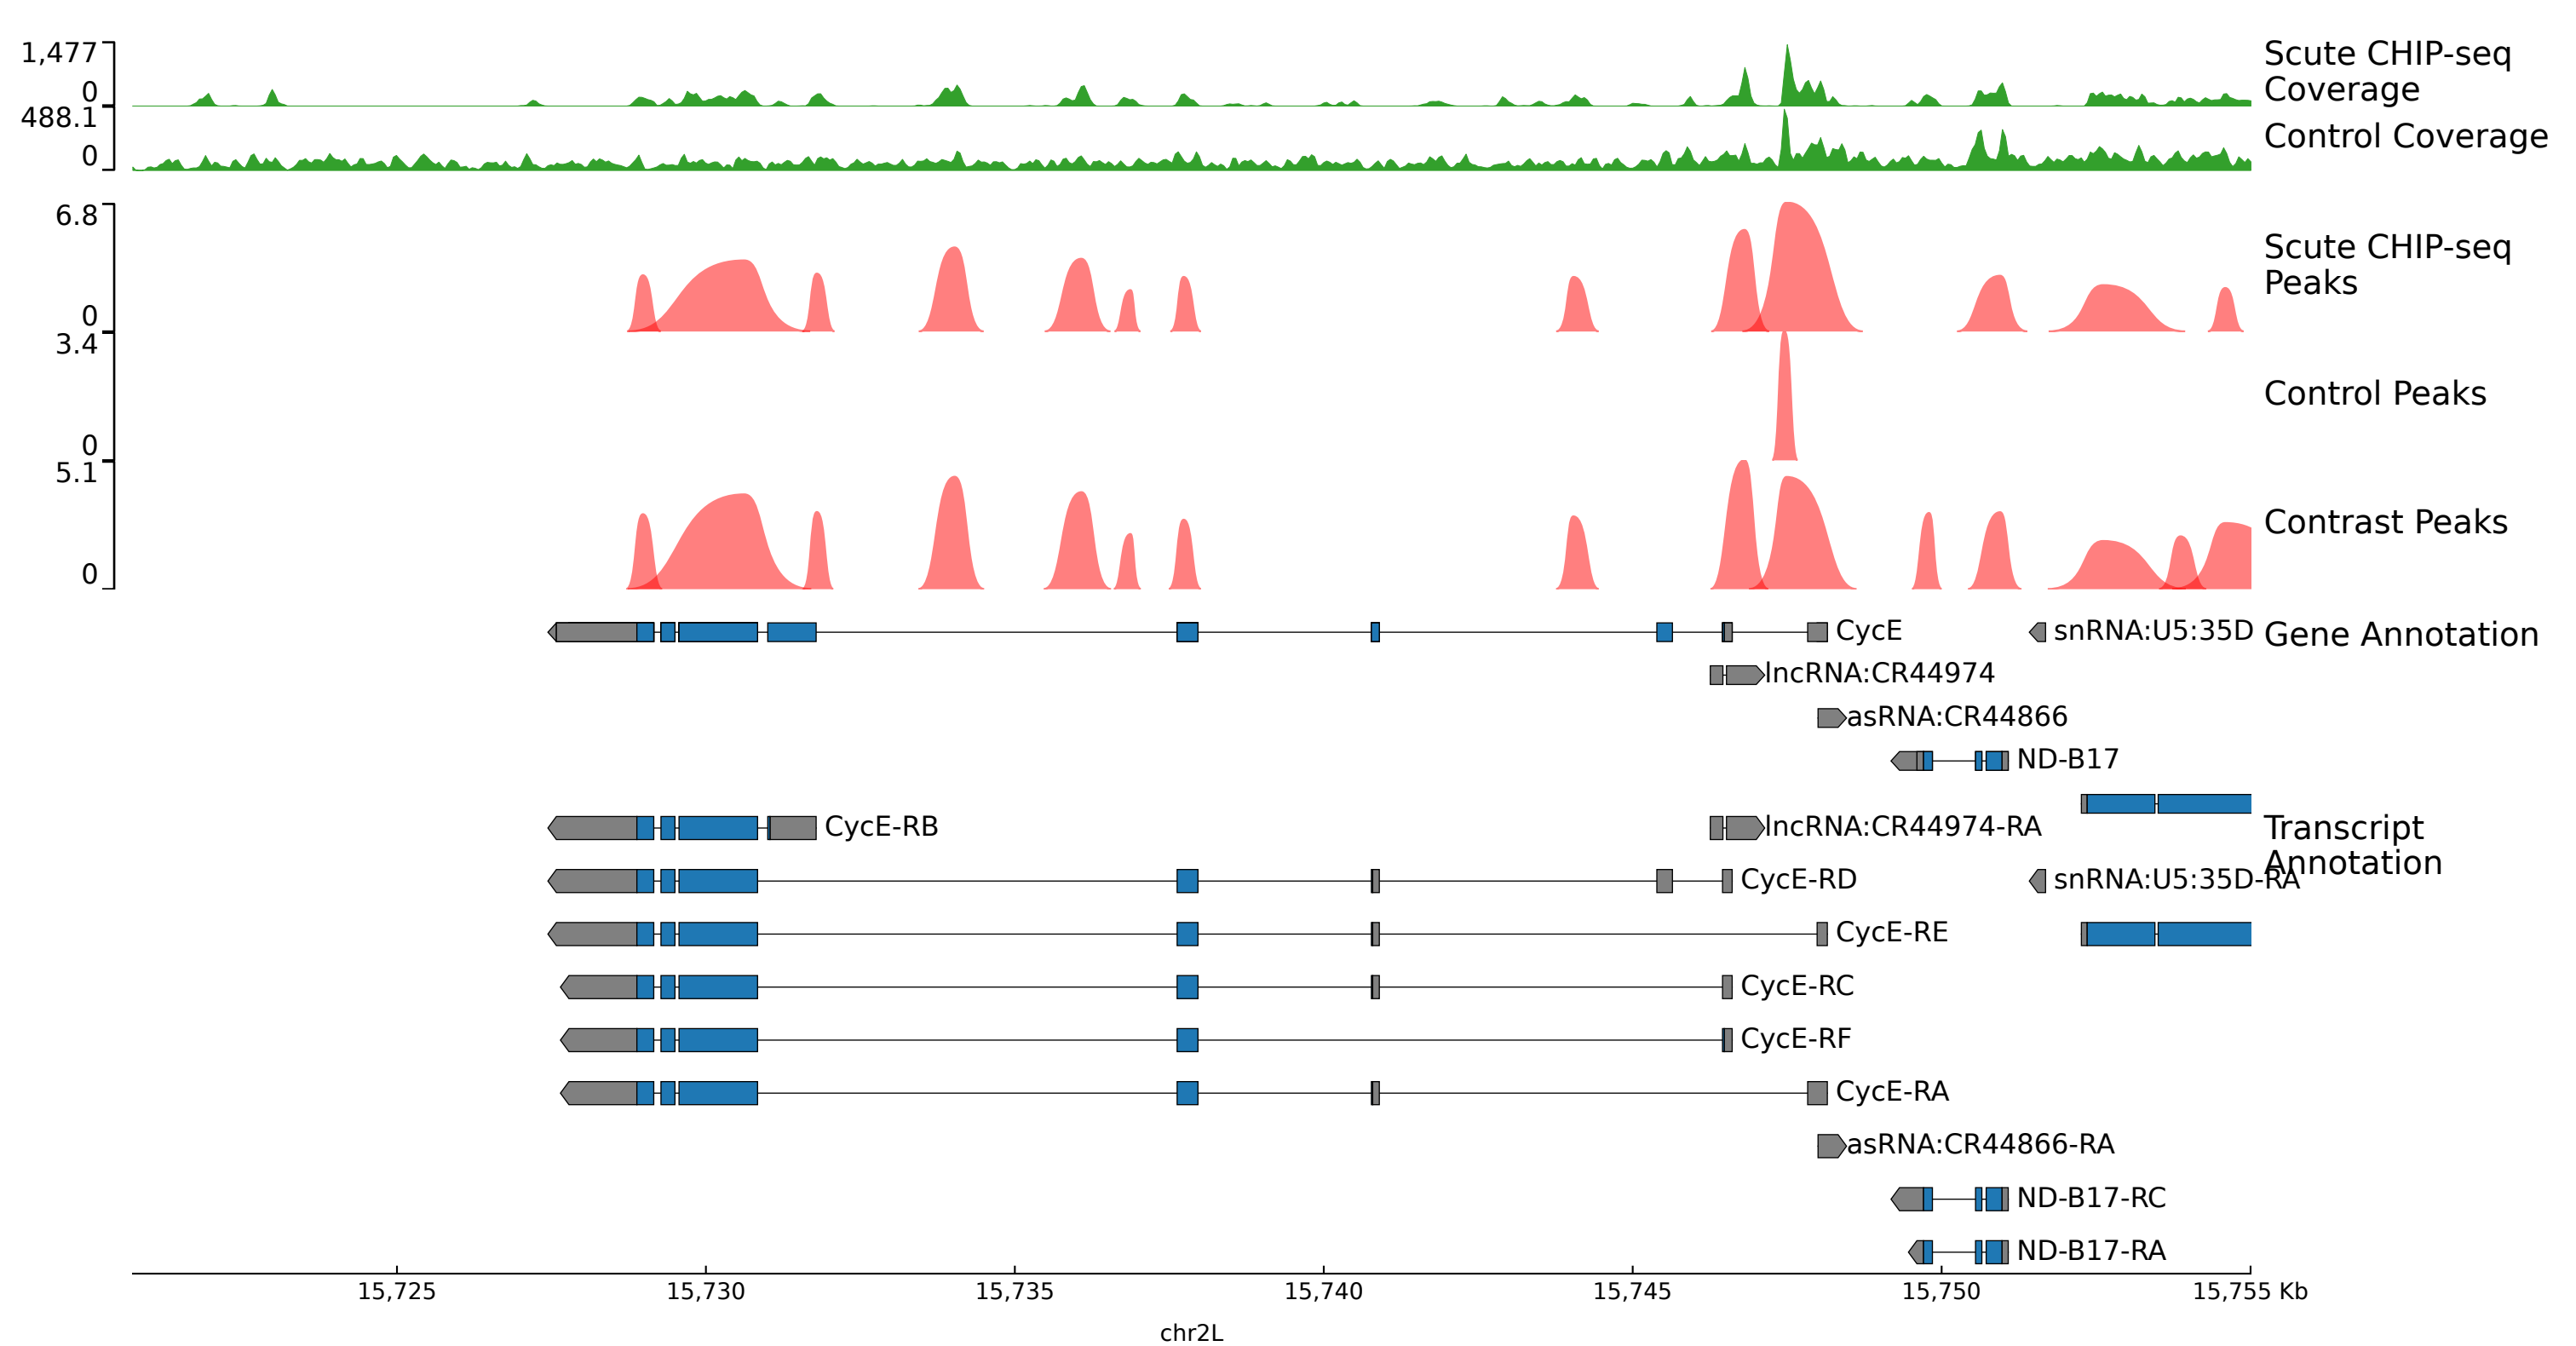 1,477
0
Scute CHIP-seq
Coverage
488.1
0
Control Coverage
6.8
0
Scute CHIP-seq
Peaks
3.4
0
Control Peaks
5.1
0
Contrast Peaks
CycE
snRNA:U5:35D
Gene Annotation
lncRNA:CR44974
asRNA:CR44866
ND-B17
CycE-RB
lncRNA:CR44974-RA
Transcript
Annotation
CycE-RD
snRNA:U5:35D-RA
CycE-RE
CycE-RC
CycE-RF
CycE-RA
asRNA:CR44866-RA
ND-B17-RC
ND-B17-RA
15,725 15,730 15,735 15,740 15,745 15,750 15,755 Kb
chr2L